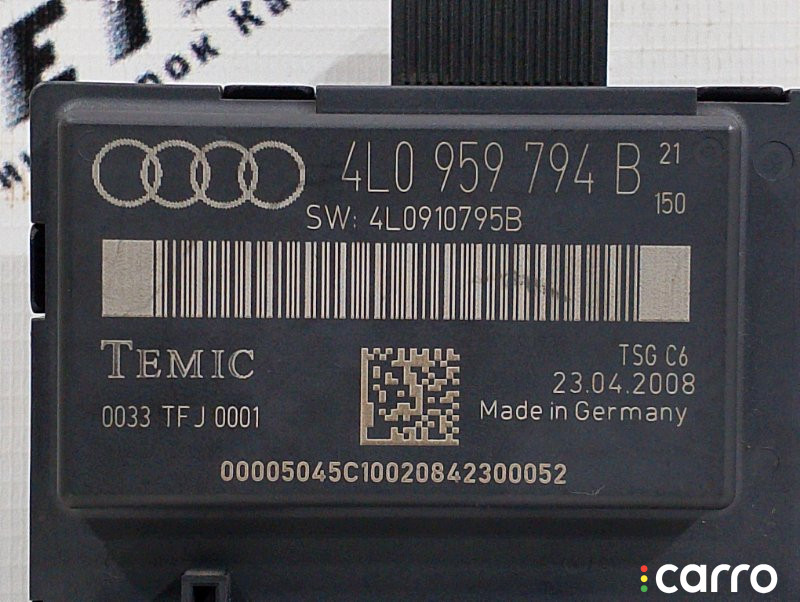 4L0 959 794 B 21
150
SW: 4L0910795B
TEMIC
TSG C6
23.04.2008
0033 TFJ 0001
Made in Germany
00005045C10020842300052
carro